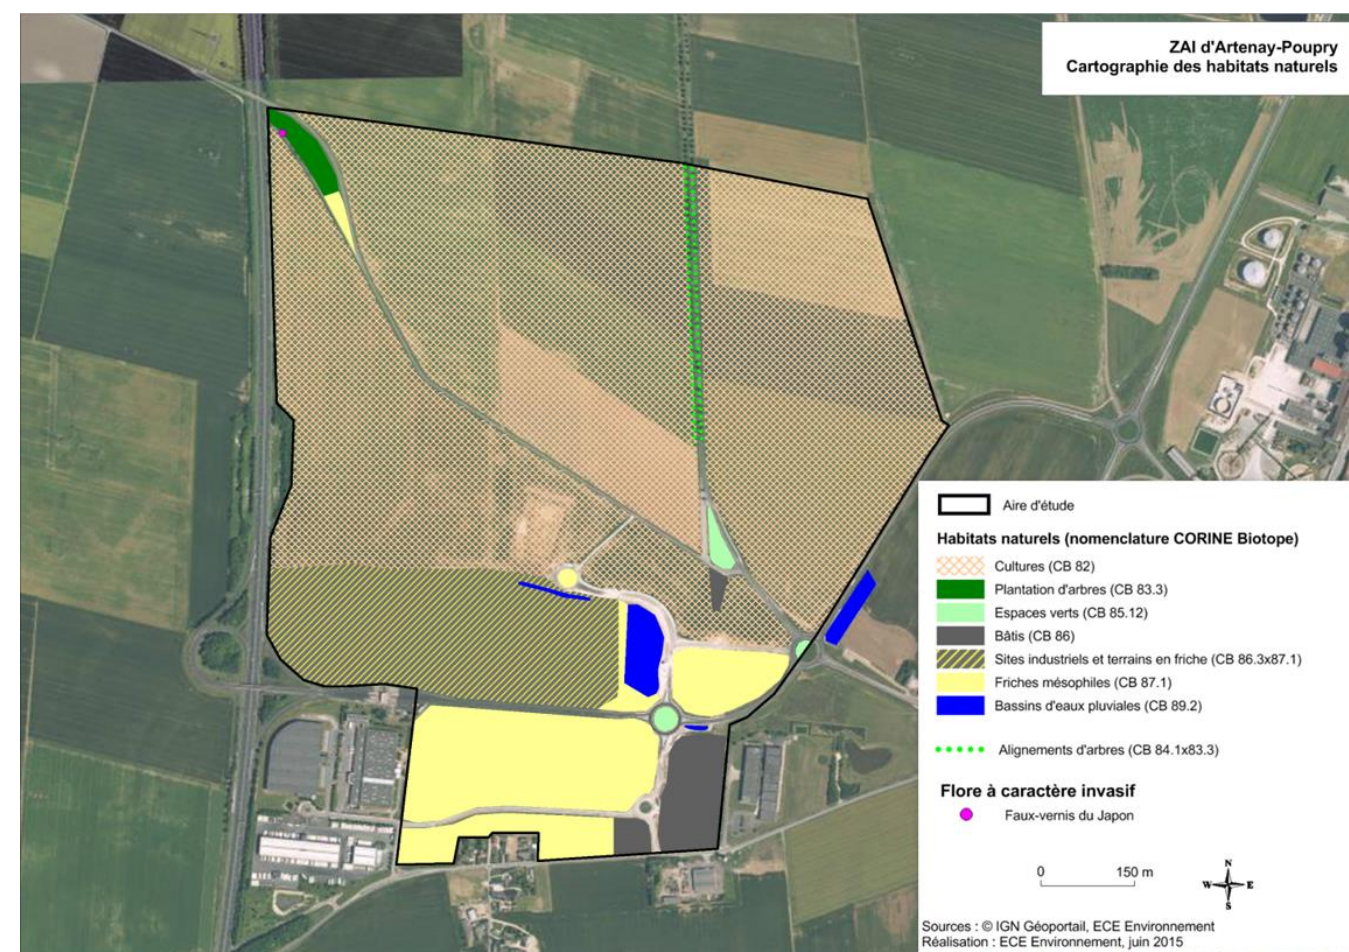 ZAI d'Artenay-Poupry
Cartographie des habitats naturels
Aire d'étude
Habitats naturels (nomenclature CORINE Biotope)
Cultures (CB 82)
Plantation d'arbres (CB 83.3)
Espaces verts (CB 85.12)
Bâtis (CB 86)
Sites industriels et terrains en friche (CB 86.3x87.1)
Friches mésophiles (CB 87.1)
Bassins d'eaux pluviales (CB 89.2)
Alignements d'arbres (CB 84.1x83.3)
Flore à caractère invasif
Faux-vernis du Japon
0 150 m
N
W E
S
Sources : © IGN Géoportail, ECE Environnement
Réalisation : ECE Environnement, juin 2015